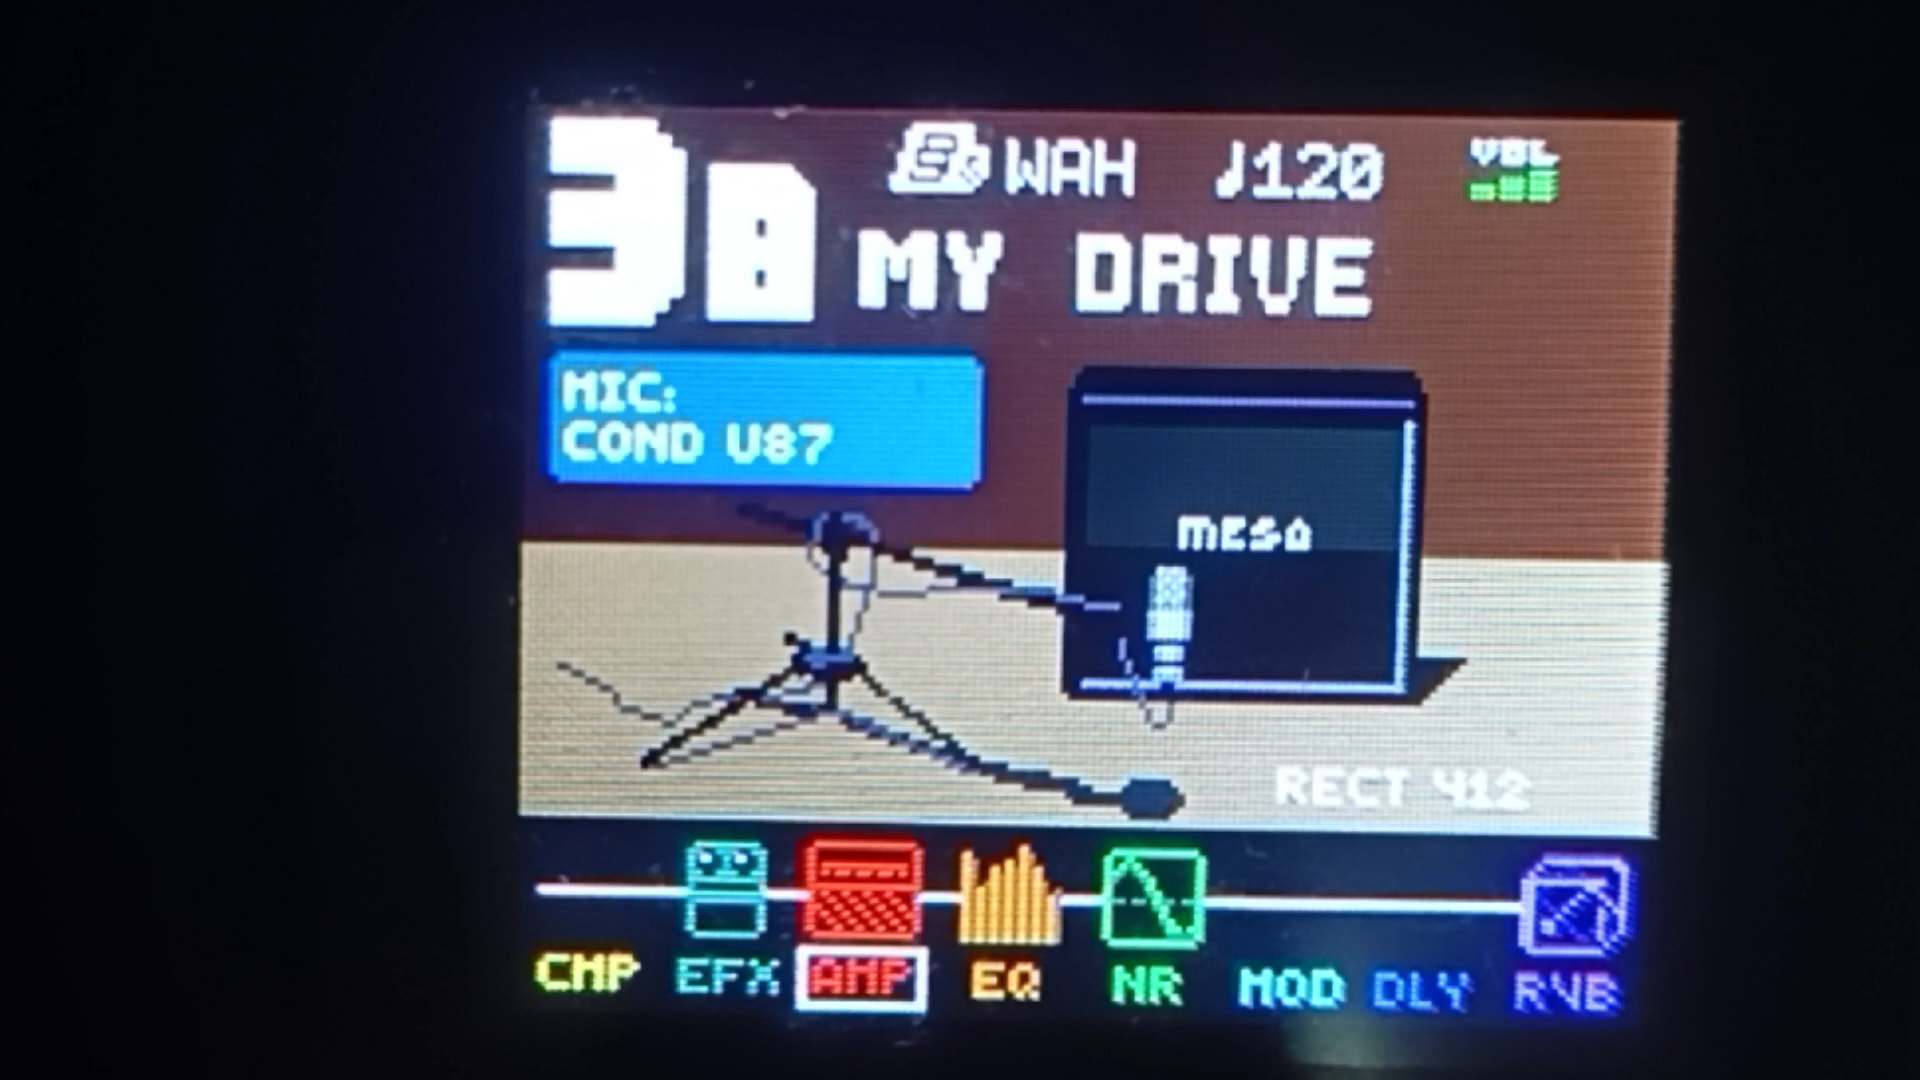 3B
WAH ♩120 VOL
MY DRIVE
MIC:
COND U87
MESA
RECT 412
CMP EFX AMP EQ NR MOD DLY RVB